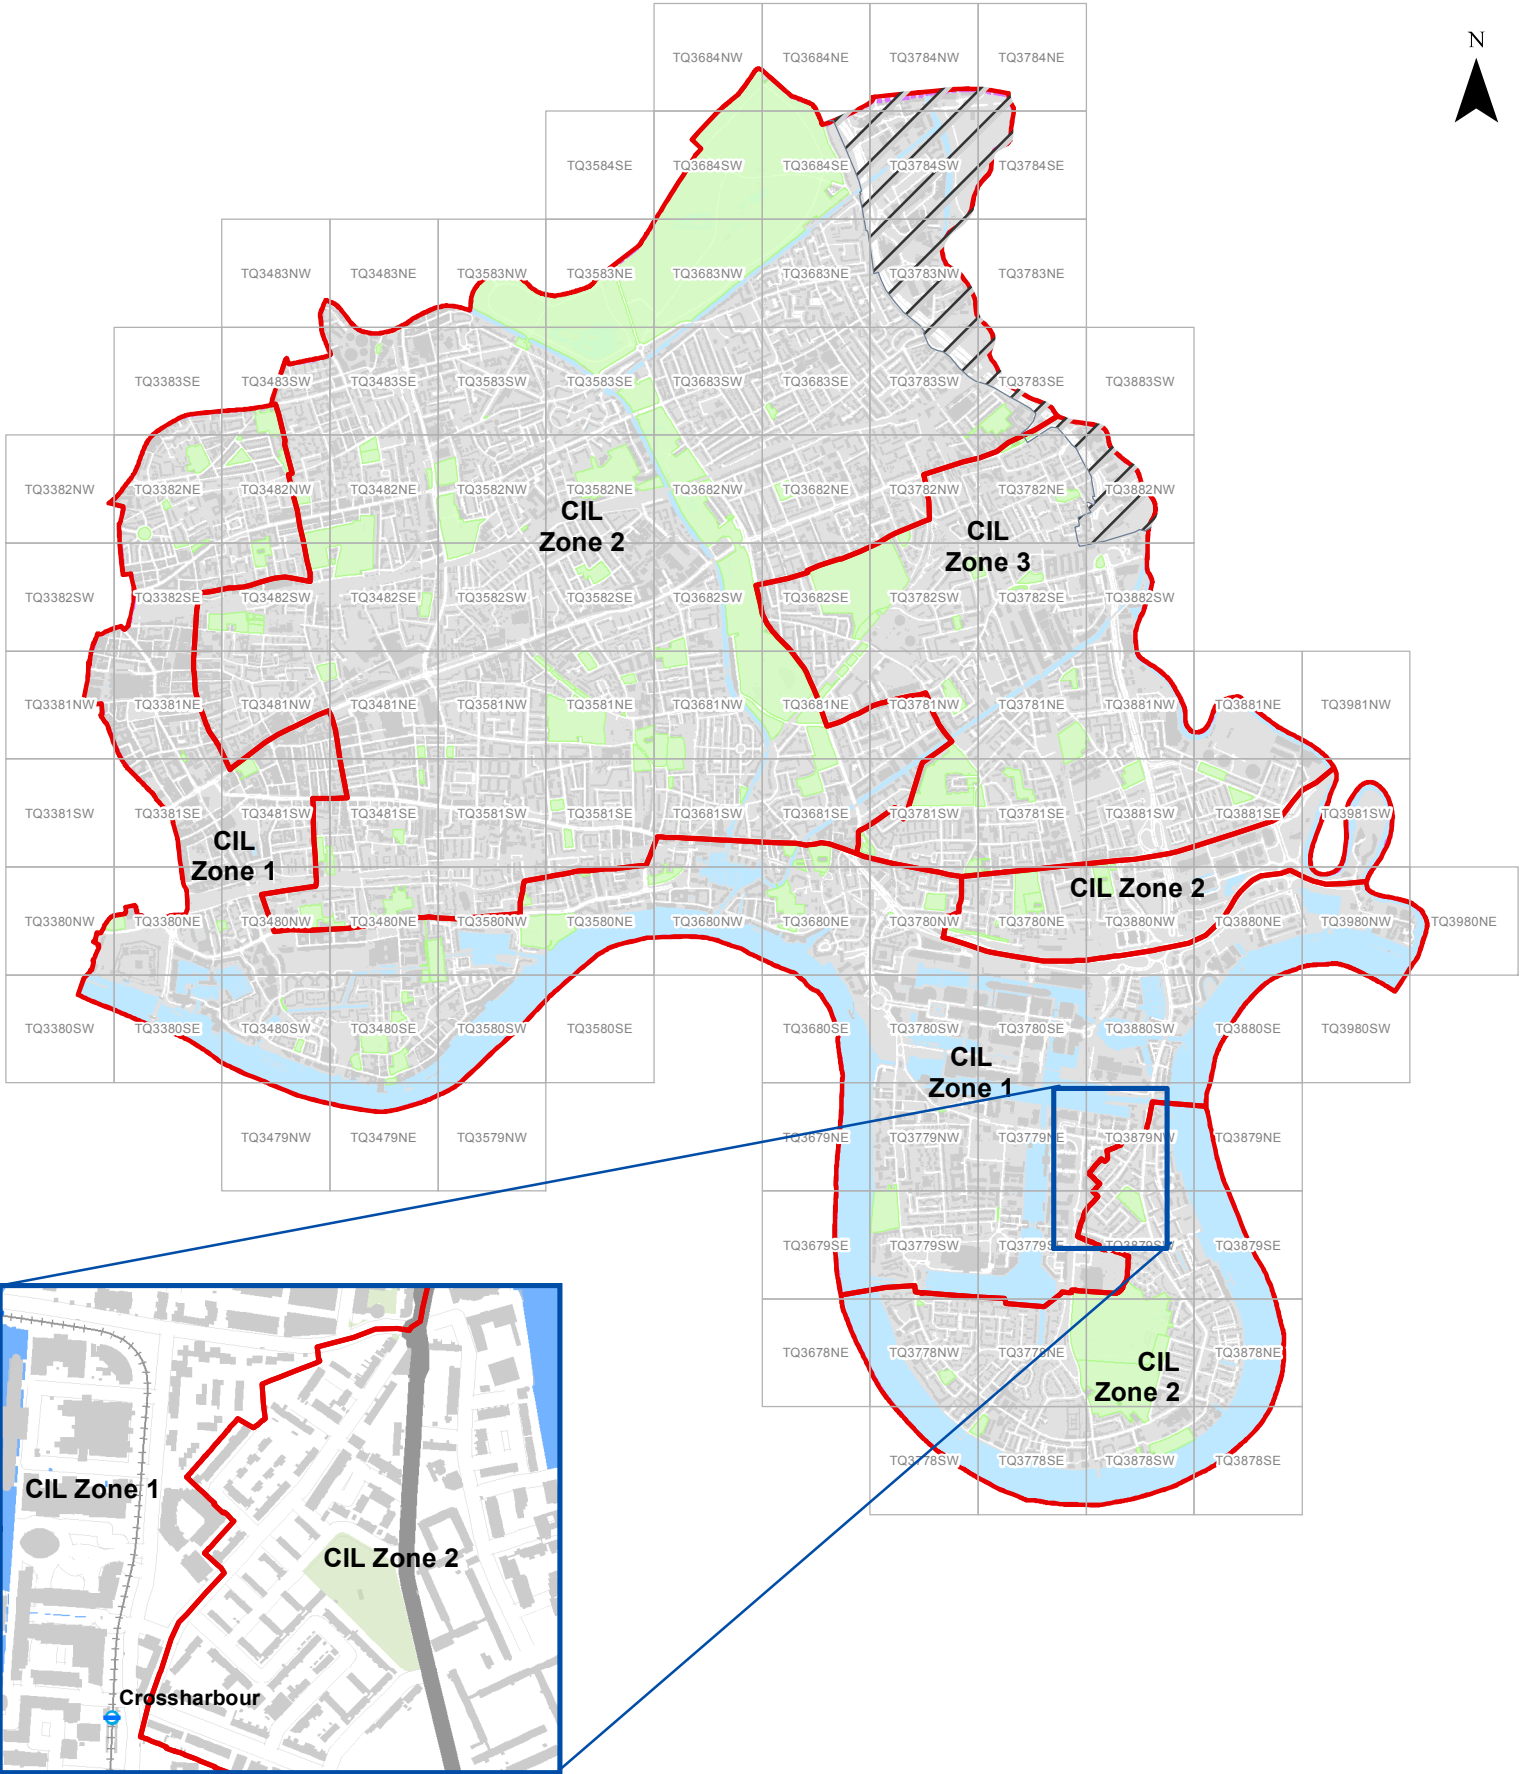 N
TQ3684NW TQ3684NE TQ3784NW TQ3784NE
TQ3584SE TQ3684SW TQ3684SE TQ3784SW TQ3784SE
TQ3483NW TQ3483NE TQ3583NW TQ3583NE TQ3683NW TQ3683NE TQ3783NW TQ3783NE
TQ3383SE TQ3483SW TQ3483SE TQ3583SW TQ3583SE TQ3683SW TQ3683SE TQ3783SW TQ3783SE TQ3883SW
TQ3382NW TQ3382NE TQ3482NW TQ3482NE TQ3582NW TQ3582NE TQ3682NW TQ3682NE TQ3782NW TQ3782NE TQ3882NW
CIL
Zone 2
CIL
Zone 3
TQ3382SW TQ3382SE TQ3482SW TQ3482SE TQ3582SW TQ3582SE TQ3682SW TQ3682SE TQ3782SW TQ3782SE TQ3882SW
TQ3381NW TQ3381NE TQ3481NW TQ3481NE TQ3581NW TQ3581NE TQ3681NW TQ3681NE TQ3781NW TQ3781NE TQ3881NW TQ3881NE TQ3981NW
TQ3381SW TQ3381SE TQ3481SW TQ3481SE TQ3581SW TQ3581SE TQ3681SW TQ3681SE TQ3781SW TQ3781SE TQ3881SW TQ3881SE TQ3981SW
CIL
Zone 1
CIL Zone 2
TQ3380NW TQ3380NE TQ3480NW TQ3480NE TQ3580NW TQ3580NE TQ3680NW TQ3680NE TQ3780NW TQ3780NE TQ3880NW TQ3880NE TQ3980NW TQ3980NE
TQ3380SW TQ3380SE TQ3480SW TQ3480SE TQ3580SW TQ3580SE TQ3680SE TQ3780SW TQ3780SE TQ3880SW TQ3880SE TQ3980SW
CIL
Zone 1
TQ3479NW TQ3479NE TQ3579NW TQ3679NE TQ3779NW TQ3779NE TQ3879NW TQ3879NE
TQ3679SE TQ3779SW TQ3779SE TQ3879SW TQ3879SE
TQ3678NE TQ3778NW TQ3778NE TQ3878NE
CIL
Zone 2
TQ3778SW TQ3778SE TQ3878SW TQ3878SE
CIL Zone 1
CIL Zone 2
Crossharbour